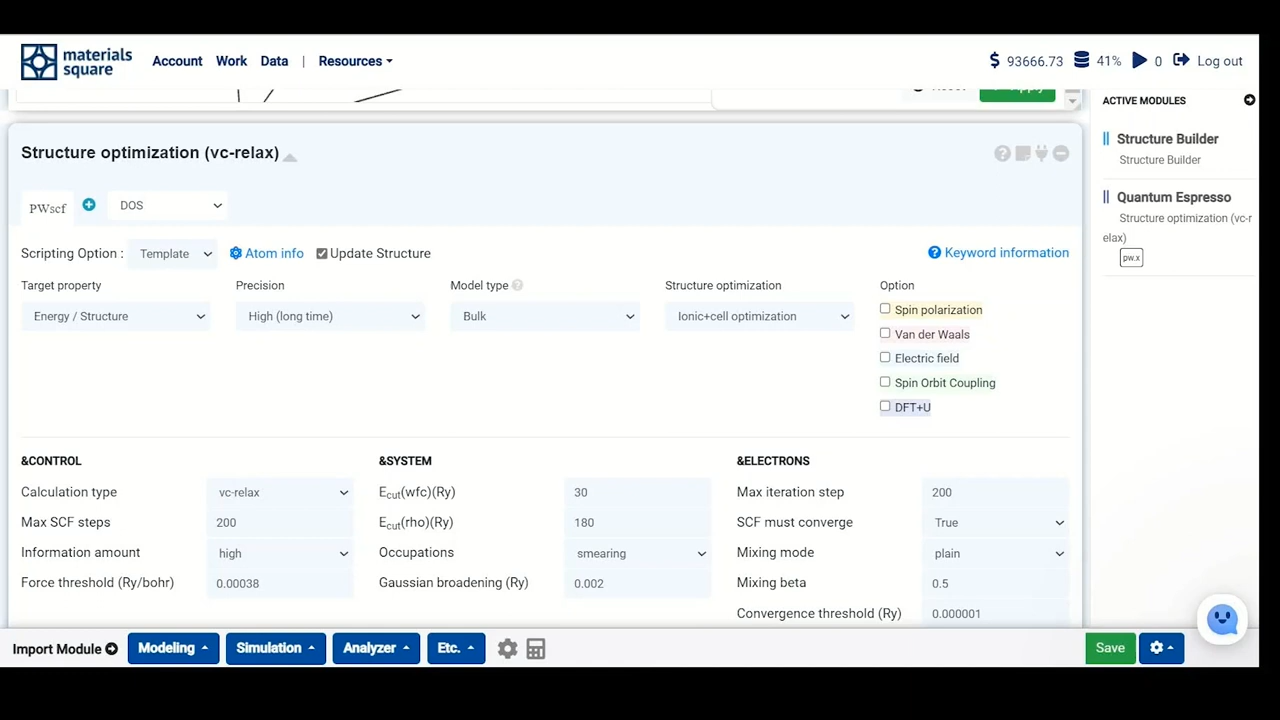 materials square Account Work Data | Resources $ 93666.73 41% 0 Log out
ACTIVE MODULES
Structure Builder
Structure Builder
Quantum Espresso
Structure optimization (vc-r
elax)
pw.x
Structure optimization (vc-relax)
PWscf DOS
Scripting Option : Template Atom info Update Structure Keyword information
Target property Precision Model type Structure optimization Option
Energy / Structure High (long time) Bulk Ionic+cell optimization
Spin polarization
Van der Waals
Electric field
Spin Orbit Coupling
DFT+U
&CONTROL &SYSTEM &ELECTRONS
Calculation type vc-relax Ecut(wfc)(Ry) 30 Max iteration step 200
Max SCF steps 200 Ecut(rho)(Ry) 180 SCF must converge True
Information amount high Occupations smearing Mixing mode plain
Force threshold (Ry/bohr) 0.00038 Gaussian broadening (Ry) 0.002 Mixing beta 0.5
Convergence threshold (Ry) 0.000001
Import Module Modeling Simulation Analyzer Etc. Save